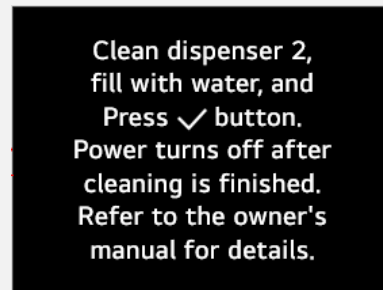 Clean dispenser 2,
fill with water, and
Press ✓ button.
Power turns off after
cleaning is finished.
Refer to the owner's
manual for details.